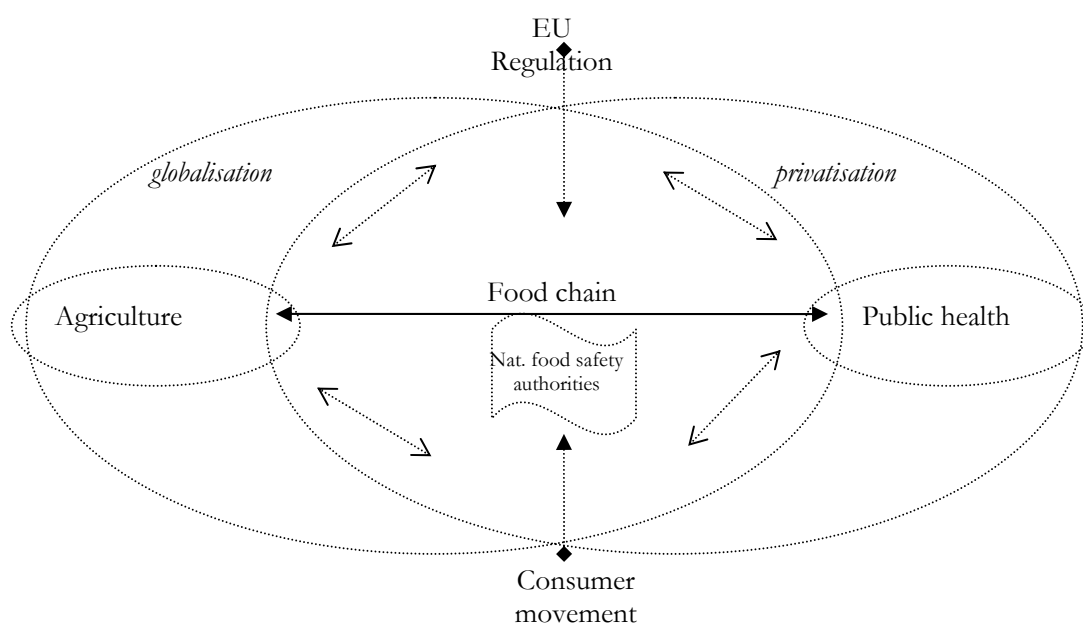 EU
Regulation
globalisation
privatisation
Food chain
Agriculture
Public health
Nat. food safety
authorities
Consumer
movement